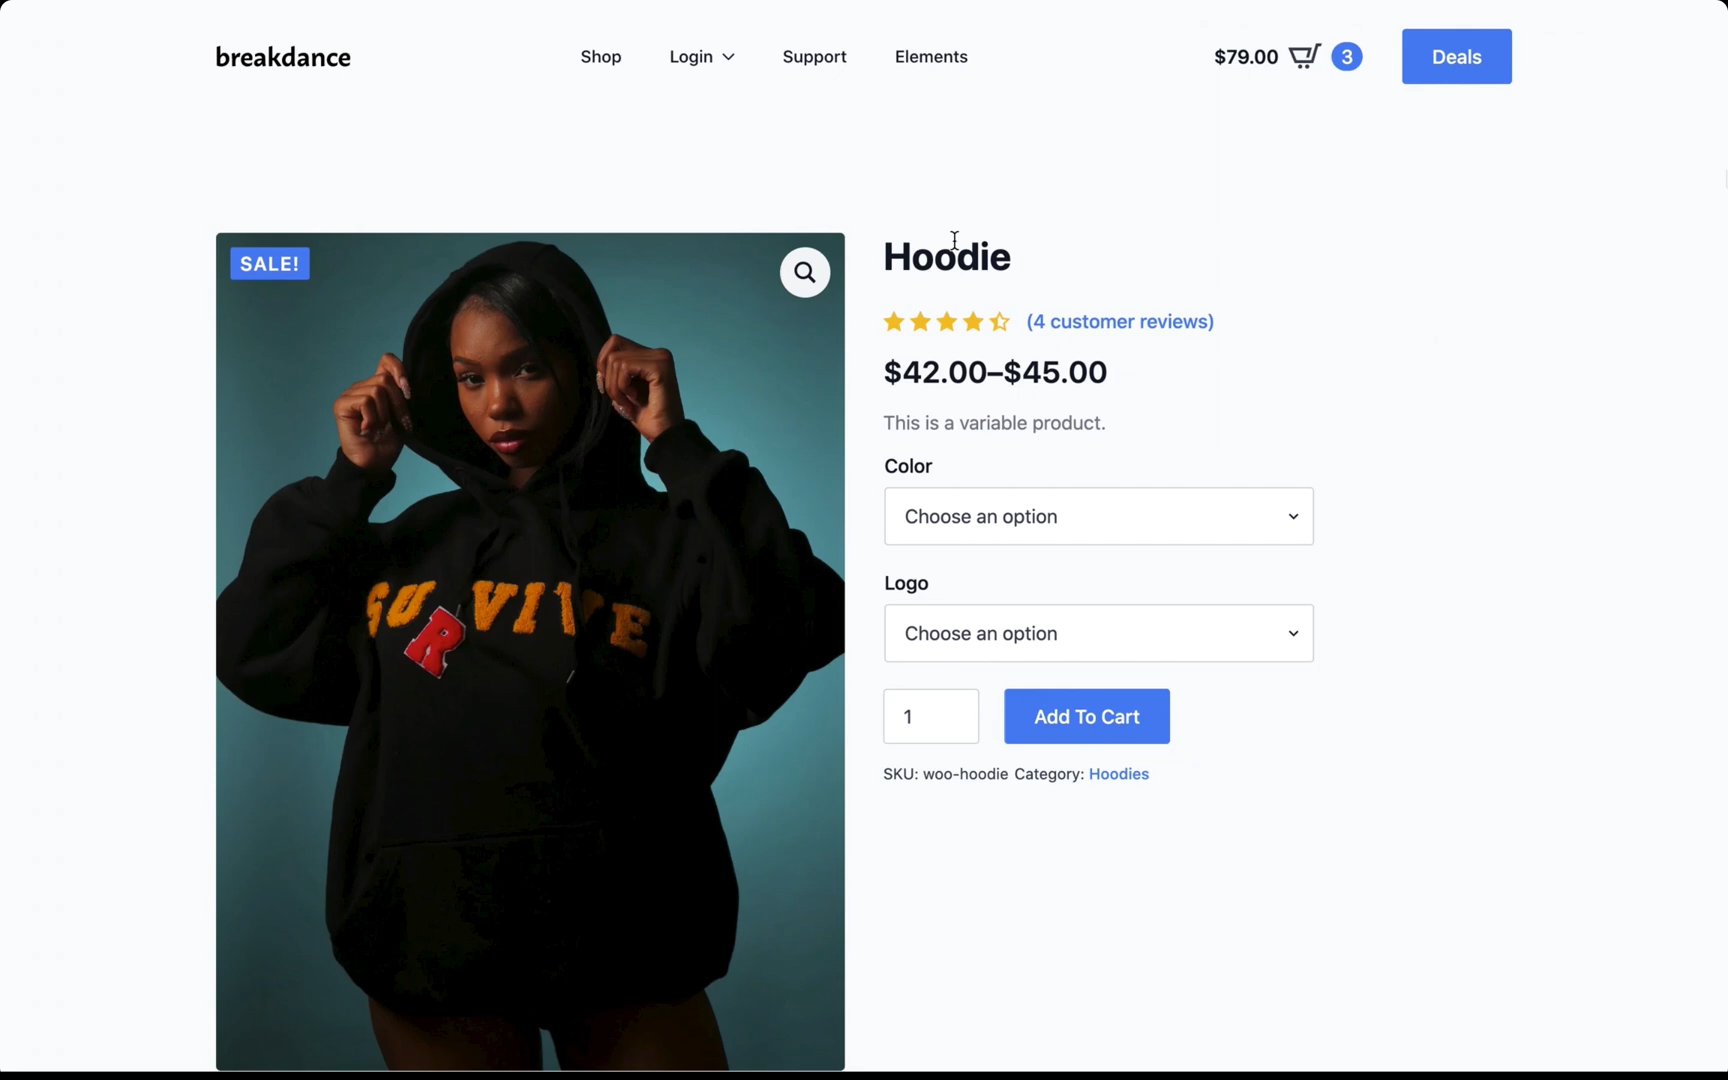 breakdance
Shop
Login
Support
Elements
$79.00
3
Deals
SALE!
SURVIVE
Hoodie
(4 customer reviews)
$42.00–$45.00
This is a variable product.
Color
Choose an option
Logo
Choose an option
1
Add To Cart
SKU: woo-hoodie Category: Hoodies